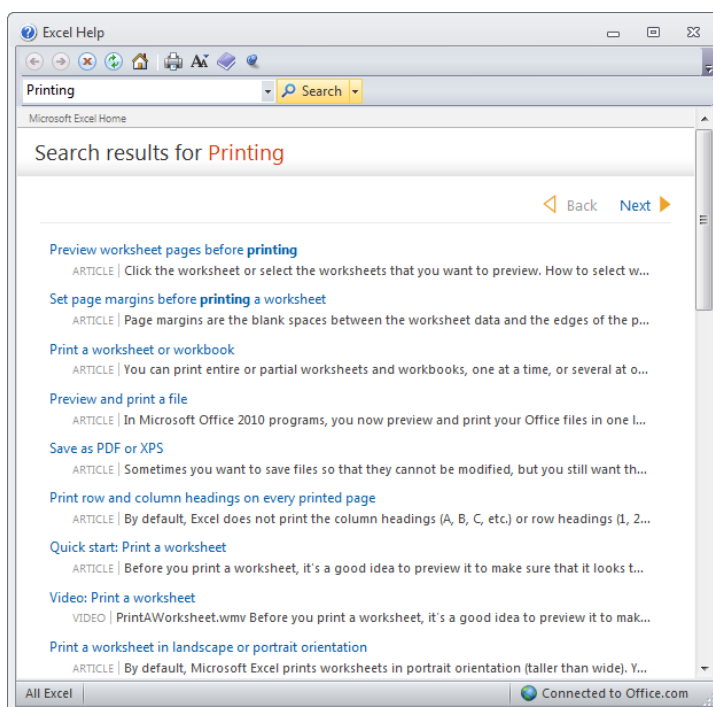 Excel Help
Printing
Search
Microsoft Excel Home
Search results for Printing
Back Next
Preview worksheet pages before printing
ARTICLE | Click the worksheet or select the worksheets that you want to preview. How to select w...
Set page margins before printing a worksheet
ARTICLE | Page margins are the blank spaces between the worksheet data and the edges of the p...
Print a worksheet or workbook
ARTICLE | You can print entire or partial worksheets and workbooks, one at a time, or several at o...
Preview and print a file
ARTICLE | In Microsoft Office 2010 programs, you now preview and print your Office files in one l...
Save as PDF or XPS
ARTICLE | Sometimes you want to save files so that they cannot be modified, but you still want th...
Print row and column headings on every printed page
ARTICLE | By default, Excel does not print the column headings (A, B, C, etc.) or row headings (1, 2...
Quick start: Print a worksheet
ARTICLE | Before you print a worksheet, it's a good idea to preview it to make sure that it looks t...
Video: Print a worksheet
VIDEO | PrintAWorksheet.wmv Before you print a worksheet, it's a good idea to preview it to mak...
Print a worksheet in landscape or portrait orientation
ARTICLE | By default, Microsoft Excel prints worksheets in portrait orientation (taller than wide). Y...
All Excel
Connected to Office.com